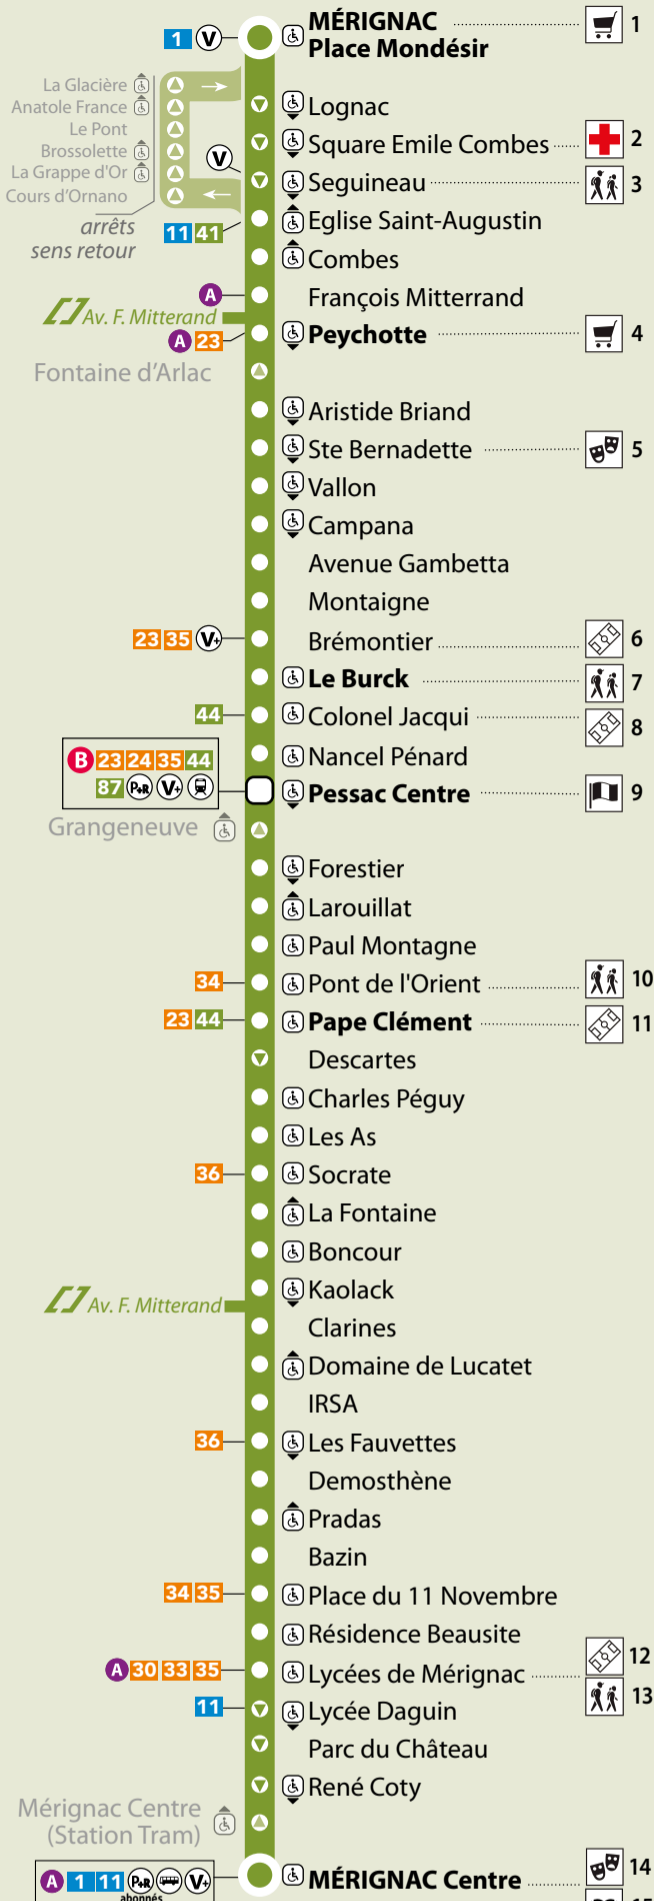 MÉRIGNAC 1
1 V Place Mondésir
La Glacière
Anatole France
Le Pont
Brossolette
La Grappe d'Or
Cours d'Ornano
arrêts
sens retour
Lognac
Square Emile Combes 2
V
Seguineau 3
11 41 Eglise Saint-Augustin
Combes
A François Mitterrand
Av. F. Mitterand
A 23 Peychotte 4
Fontaine d'Arlac
Aristide Briand
Ste Bernadette 5
Vallon
Campana
Avenue Gambetta
Montaigne
23 35 V+ Brémontier 6
Le Burck 7
44 Colonel Jacqui 8
Nancel Pénard
B 23 24 35 44
87 P+R V+ Pessac Centre 9
Grangeneuve
Forestier
Larouillat
Paul Montagne
34 Pont de l'Orient 10
23 44 Pape Clément 11
Descartes
Charles Péguy
Les As
36 Socrate
La Fontaine
Boncour
Kaolack
Av. F. Mitterand
Clarines
Domaine de Lucatet
IRSA
36 Les Fauvettes
Demosthène
Pradas
Bazin
34 35 Place du 11 Novembre
Résidence Beausite
A 30 33 35 Lycées de Mérignac 12
13
11 Lycée Daguin
Parc du Château
René Coty
Mérignac Centre
(Station Tram)
A 1 11 P+R V+ MÉRIGNAC Centre 14
abonnés